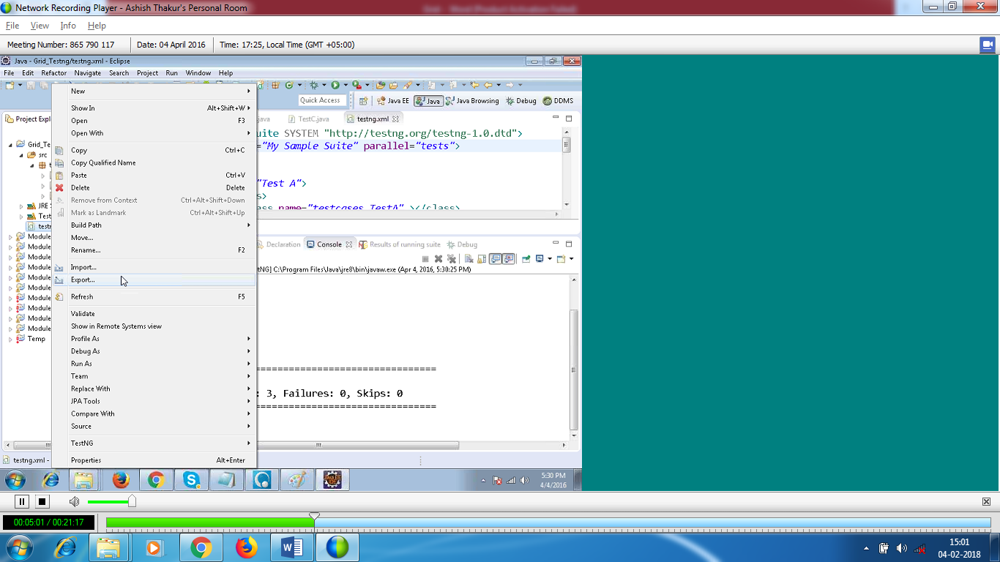 Network Recording Player - Ashish Thakur's Personal Room
File View Info Help
Meeting Number: 865 790 117 Date: 04 April 2016 Time: 17:25, Local Time (GMT +05:00)
Java - Grid_Testng/testng.xml - Eclipse
File Edit Refactor Navigate Search Project Run Window Help
Quick Access Java EE Java Java Browsing Debug DDMS
Project Expl
java TestC.java testng.xml
Grid_Te
src
JRE S
Test
testn
Module
Module
Module
Module
Module
Module
Module
Module
Module
Module
Temp
New
Show In Alt+Shift+W
Open F3
Open With
Copy Ctrl+C
Copy Qualified Name
Paste Ctrl+V
Delete Delete
Remove from Context Ctrl+Alt+Shift+Down
Mark as Landmark Ctrl+Alt+Shift+Up
Build Path
Move...
Rename... F2
Import...
Export...
Refresh F5
Validate
Show in Remote Systems view
Profile As
Debug As
Run As
Team
Replace With
JPA Tools
Compare With
Source
TestNG
Properties Alt+Enter
uite SYSTEM "http://testng.org/testng-1.0.dtd">
="My Sample Suite" parallel="tests">
"Test A">
s>
ass name="testcases.TestA" ></class>
Declaration Console Results of running suite Debug
tNG] C:\Program Files\Java\jre8\bin\javaw.exe (Apr 4, 2016, 5:30:25 PM)
===============================
: 3, Failures: 0, Skips: 0
===============================
testng.xml -
5:30 PM
4/4/2016
00:05:01 / 00:21:17
15:01
04-02-2018